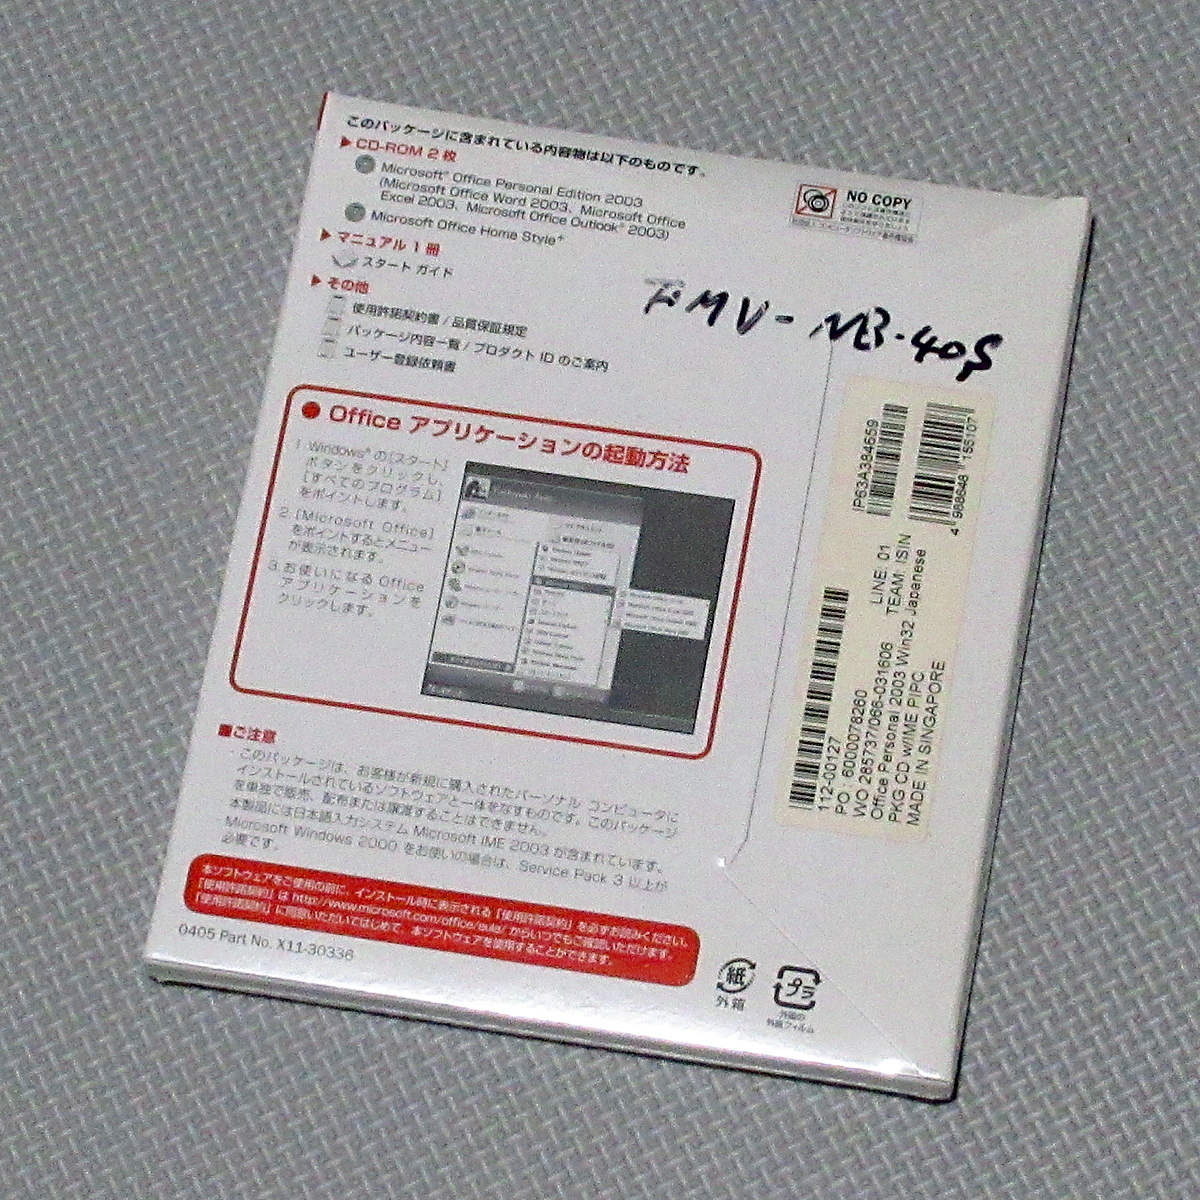 このパッケージに含まれている内容物は以下のものです。
▶CD-ROM 2 枚
Microsoft® Office Personal Edition 2003
(Microsoft Office Word 2003、Microsoft Office
Excel 2003、Microsoft Office Outlook® 2003)
Microsoft Office Home Style+
▶マニュアル 1 冊
スタート ガイド
▶その他
使用許諾契約書 / 品質保証規定
パッケージ内容一覧 / プロダクト ID のご案内
ユーザー登録依頼書
NO COPY
FMV-NB-40S
● Office アプリケーションの起動方法
1.Windows® の [スタート]
ボタンをクリックし、
[すべてのプログラム]
をポイントします。
2.[Microsoft Office]
をポイントするとメニュー
が表示されます。
3.お使いになる Office
アプリケーションを
クリックします。
■ご注意
・このパッケージは、お客様が新規に購入されたパーソナル コンピュータに
インストールされているソフトウェアと一体をなすものです。このパッケージ
を単独で販売、配布または譲渡することはできません。
本製品には日本語入力システム Microsoft IME 2003 が含まれています。
Microsoft Windows 2000 をお使いの場合は、Service Pack 3 以上が
必要です。
本ソフトウェアをご使用の前に、インストール時に表示される「使用許諾契約」を必ずお読みください。
「使用許諾契約」は http://www.microsoft.com/office/eula/ からいつでもご確認いただけます。
「使用許諾契約」に同意いただいてはじめて、本ソフトウェアを使用することができます。
0405 Part No. X11-30336
紙
外箱
プラ
外箱の
外装フィルム
IP63A384659
4 988648 155107
112-00127
PO: 6000078260 LINE: 01
WO:285737/066-031606 TEAM: ISIN
Office Personal 2003 Win32 Japanese
PKG CD w/IME PIPC
MADE IN SINGAPORE